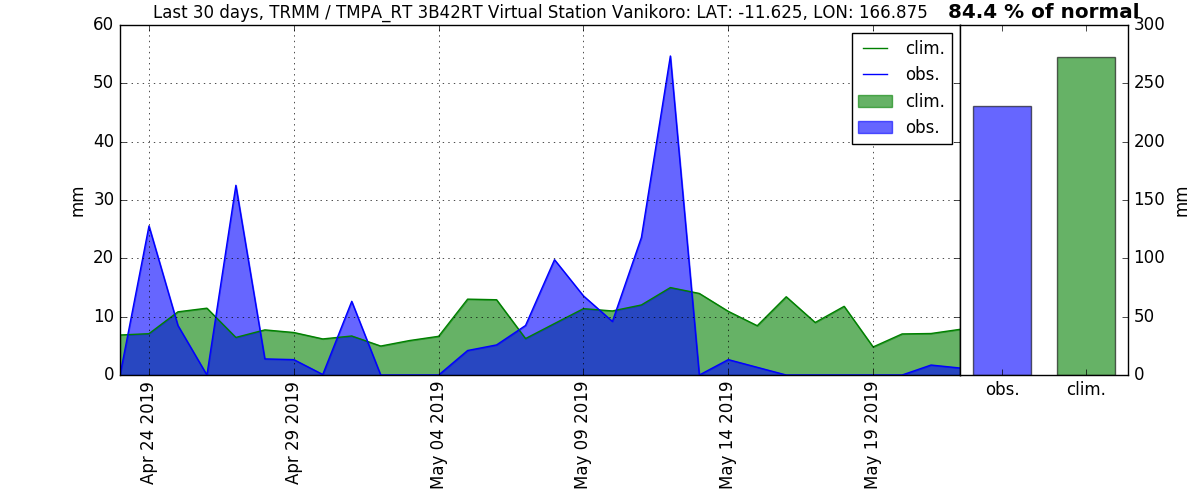 Last 30 days, TRMM / TMPA_RT 3B42RT Virtual Station Vanikoro: LAT: -11.625, LON: 166.875
84.4 % of normal
60
50
40
30
20
10
0
mm
clim.
obs.
clim.
obs.
Apr 24 2019
Apr 29 2019
May 04 2019
May 09 2019
May 14 2019
May 19 2019
300
250
200
150
100
50
0
mm
obs.
clim.